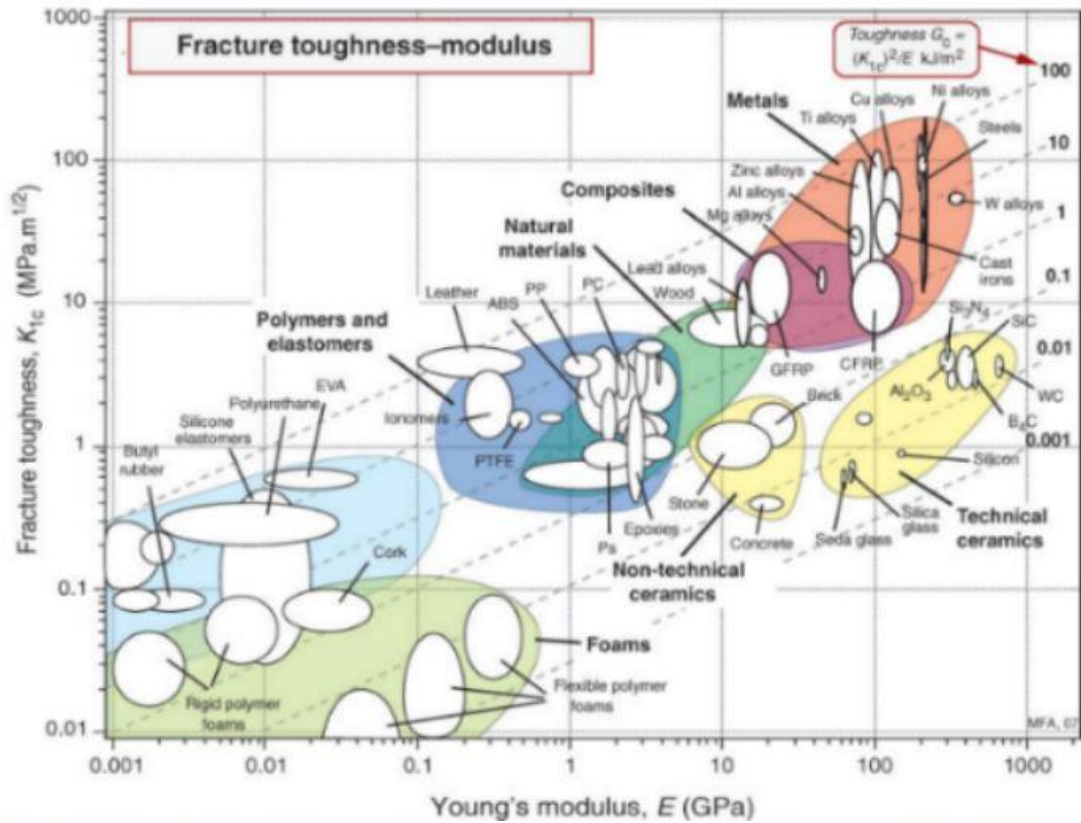 Fracture toughness–modulus
Toughness G_c =
(K_1c)²/E kJ/m²
1000
100
10
1
0.1
0.01
Fracture toughness, K_1c (MPa.m^1/2)
100
10
1
0.1
0.01
0.001
Metals
Ti alloys
Cu alloys
Ni alloys
Steels
Zinc alloys
Al alloys
Mg alloys
W alloys
Cast
irons
Composites
Natural
materials
Lead alloys
Wood
PC
PP
ABS
Leather
Polymers and
elastomers
EVA
Polyurethane
Silicone
elastomers
Butyl
rubber
Ionomers
PTFE
GFRP
CFRP
Si₃N₄
SiC
Al₂O₃
WC
B₄C
Beck
Silicon
Stone
Epoxies
Ps
Concrete
Silica
glass
Seda glass
Technical
ceramics
Non-technical
ceramics
Cork
Foams
Flexible polymer
foams
Rigid polymer
foams
MFA, 07
0.001
0.01
0.1
1
10
100
1000
Young's modulus, E (GPa)